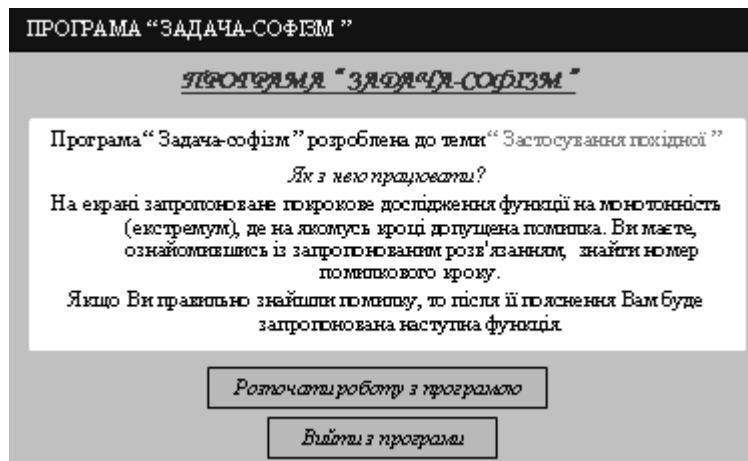 ПРОГРАМА “ЗАДАЧА-СОФІЗМ ”
ПРОГРАМА “ ЗАДАЧА-СОФІЗМ ”
Програма “ Задача-софізм ” розроблена до теми “ Застосування похідної ”
Як з нею працювати?
На екрані запропоноване покрокове дослідження функції на монотонність
(екстремум), де на якомусь кроці допущена помилка. Ви маєте,
ознайомившись із запропонованим розв'язанням, знайти номер
помилкового кроку.
Якщо Ви правильно знайшли помилку, то після її пояснення Вам буде
запропонована наступна функція
Розпочати роботу з програмою
Вийти з програми